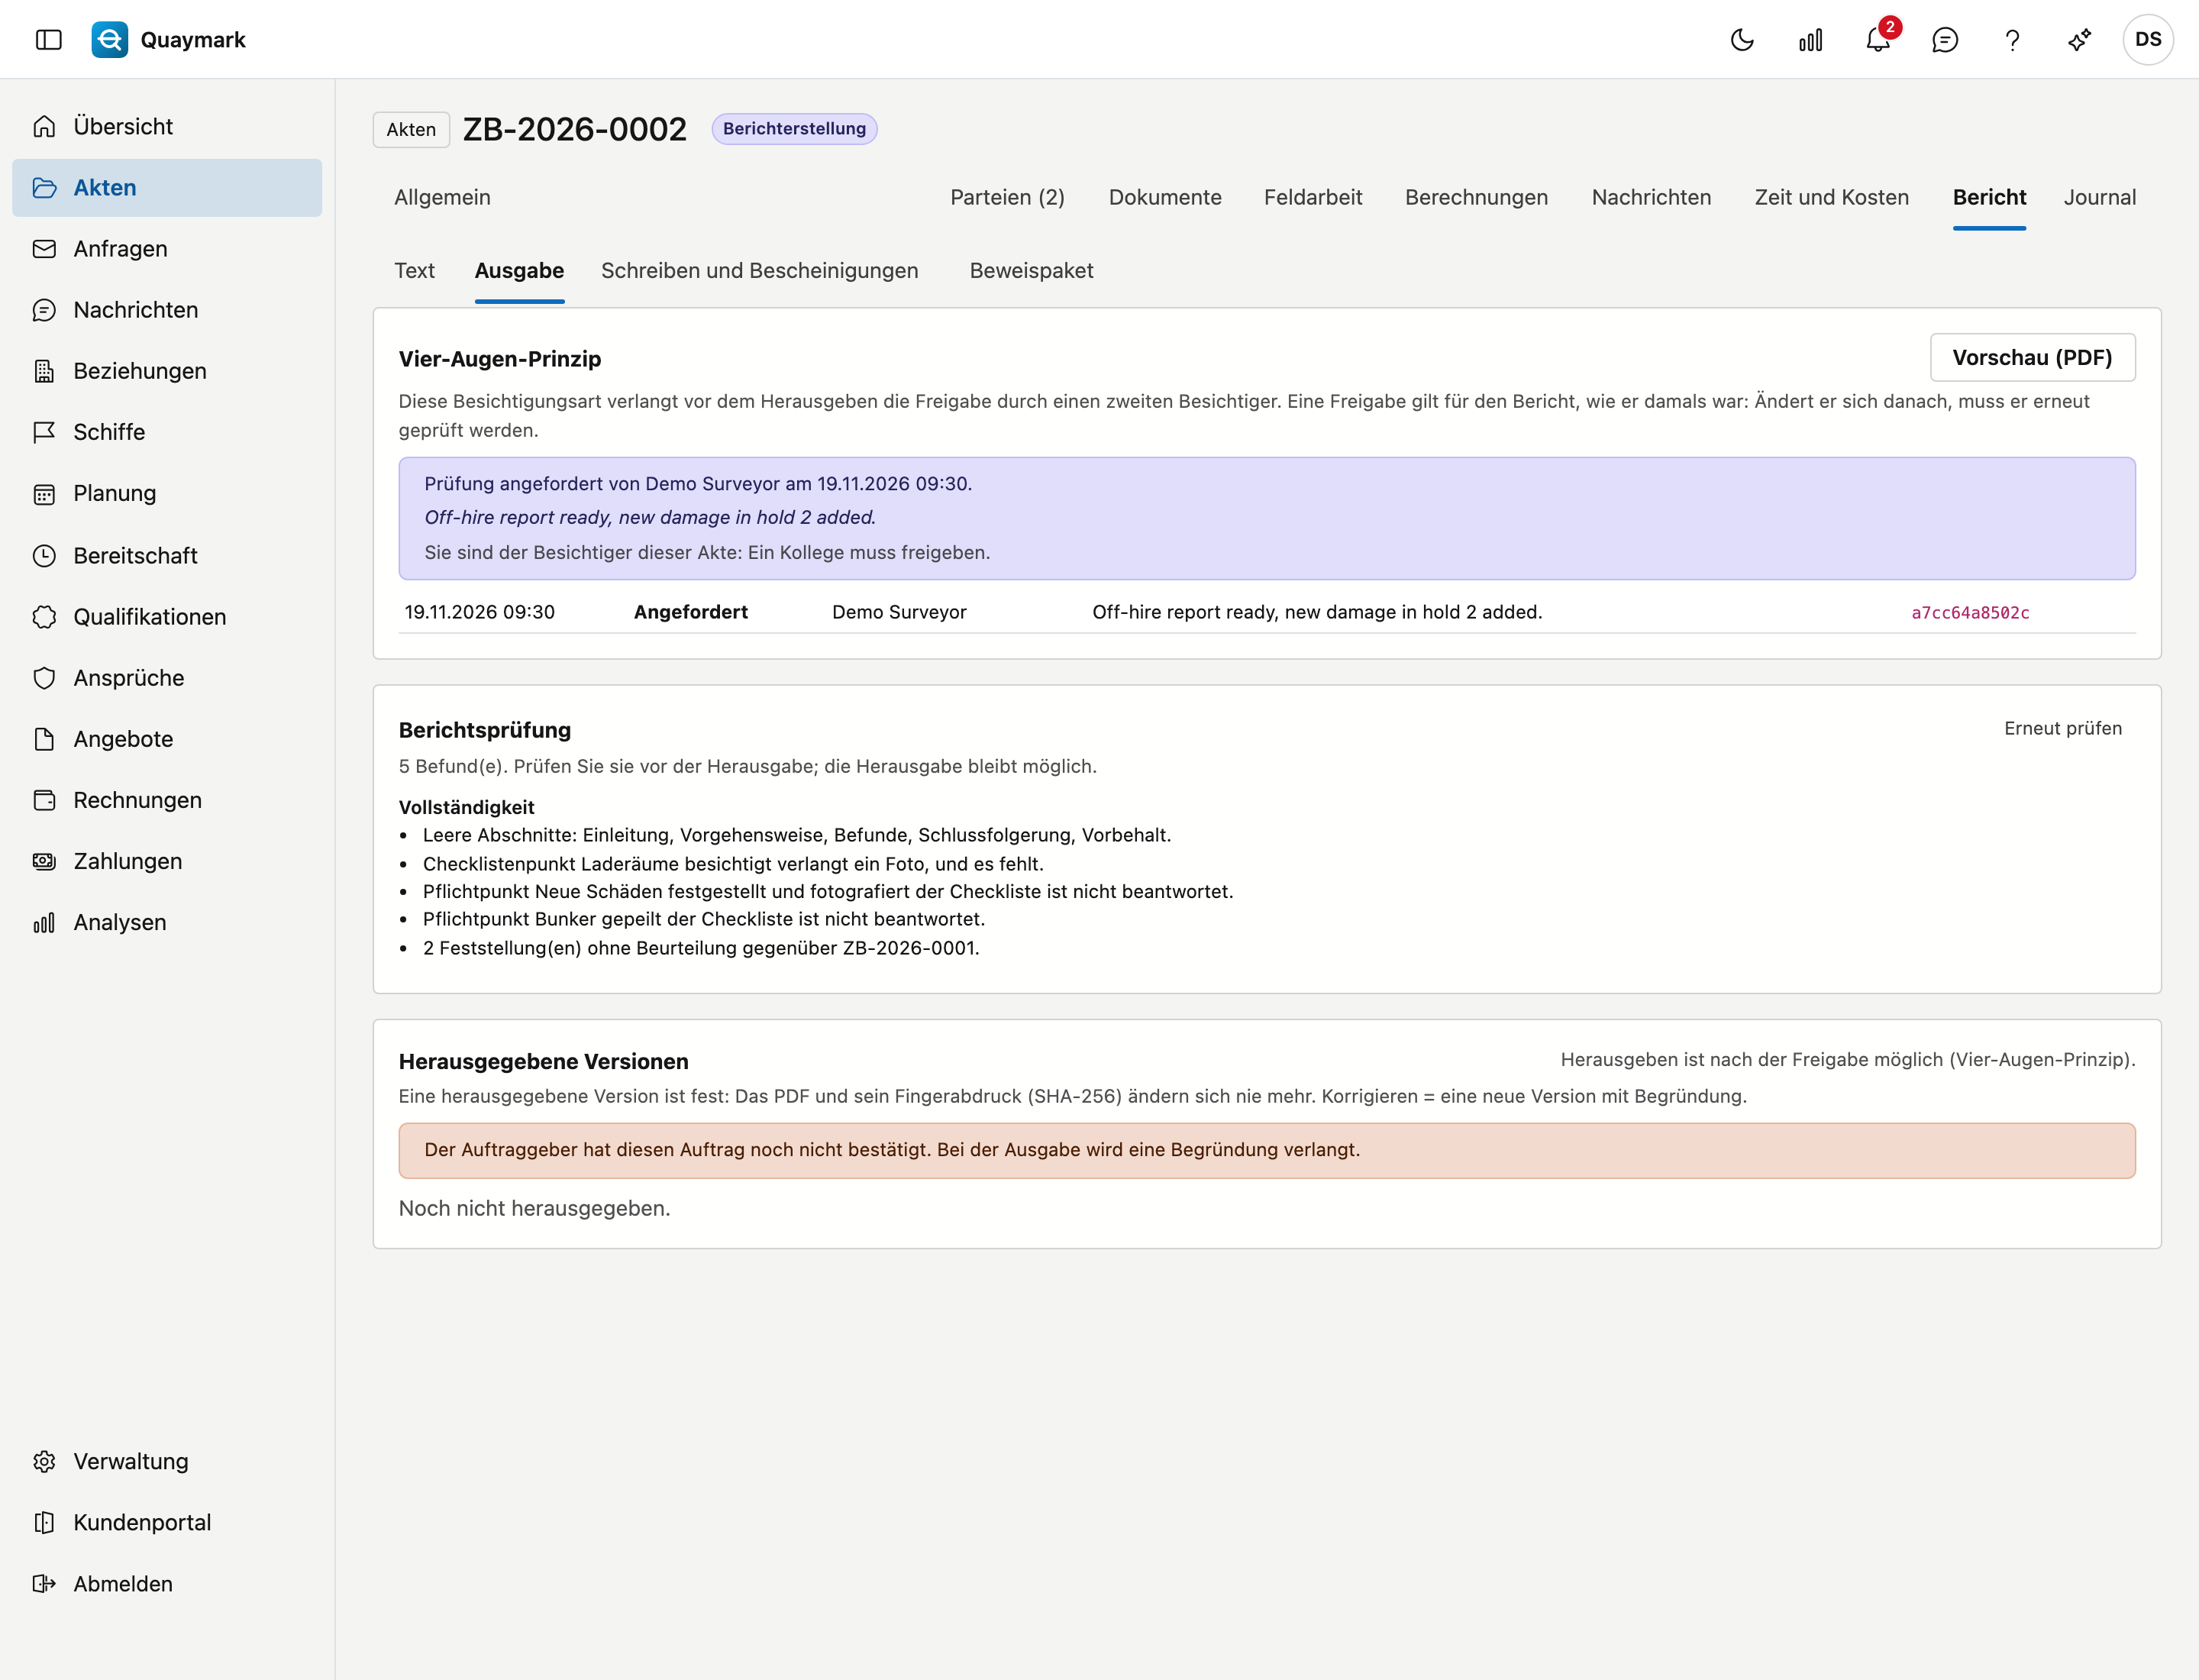 Quaymark
2
DS
Übersicht
Akten
Anfragen
Nachrichten
Beziehungen
Schiffe
Planung
Bereitschaft
Qualifikationen
Ansprüche
Angebote
Rechnungen
Zahlungen
Analysen
Verwaltung
Kundenportal
Abmelden
Akten ZB-2026-0002 Berichterstellung
Allgemein Parteien (2) Dokumente Feldarbeit Berechnungen Nachrichten Zeit und Kosten Bericht Journal
Text Ausgabe Schreiben und Bescheinigungen Beweispaket
Vier-Augen-Prinzip Vorschau (PDF)
Diese Besichtigungsart verlangt vor dem Herausgeben die Freigabe durch einen zweiten Besichtiger. Eine Freigabe gilt für den Bericht, wie er damals war: Ändert er sich danach, muss er erneut
geprüft werden.
Prüfung angefordert von Demo Surveyor am 19.11.2026 09:30.
Off-hire report ready, new damage in hold 2 added.
Sie sind der Besichtiger dieser Akte: Ein Kollege muss freigeben.
19.11.2026 09:30 Angefordert Demo Surveyor Off-hire report ready, new damage in hold 2 added. a7cc64a8502c
Berichtsprüfung Erneut prüfen
5 Befund(e). Prüfen Sie sie vor der Herausgabe; die Herausgabe bleibt möglich.
Vollständigkeit
• Leere Abschnitte: Einleitung, Vorgehensweise, Befunde, Schlussfolgerung, Vorbehalt.
• Checklistenpunkt Laderäume besichtigt verlangt ein Foto, und es fehlt.
• Pflichtpunkt Neue Schäden festgestellt und fotografiert der Checkliste ist nicht beantwortet.
• Pflichtpunkt Bunker gepeilt der Checkliste ist nicht beantwortet.
• 2 Feststellung(en) ohne Beurteilung gegenüber ZB-2026-0001.
Herausgegebene Versionen Herausgeben ist nach der Freigabe möglich (Vier-Augen-Prinzip).
Eine herausgegebene Version ist fest: Das PDF und sein Fingerabdruck (SHA-256) ändern sich nie mehr. Korrigieren = eine neue Version mit Begründung.
Der Auftraggeber hat diesen Auftrag noch nicht bestätigt. Bei der Ausgabe wird eine Begründung verlangt.
Noch nicht herausgegeben.